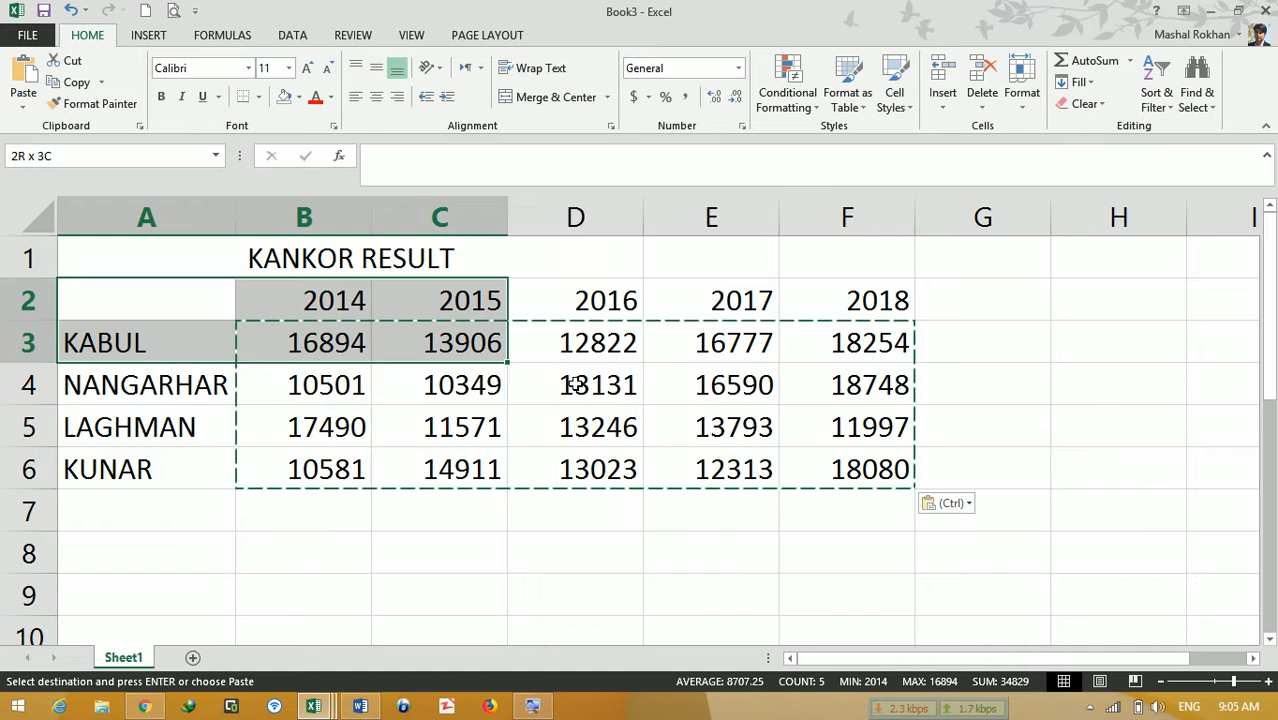 Book3 - Excel
?
FILE HOME INSERT FORMULAS DATA REVIEW VIEW PAGE LAYOUT Mashal Rokhan
Paste Cut Copy Format Painter
Clipboard
Calibri 11
B I U A
Font
Wrap Text
Merge & Center
Alignment
General
$ % ,
Number
Conditional Formatting Format as Table Cell Styles
Styles
Insert Delete Format
Cells
AutoSum
Fill
Clear
Sort & Filter Find & Select
Editing
2R x 3C fx
A B C D E F G H I
1 KANKOR RESULT
2 2014 2015 2016 2017 2018
3 KABUL 16894 13906 12822 16777 18254
4 NANGARHAR 10501 10349 13131 16590 18748
5 LAGHMAN 17490 11571 13246 13793 11997
6 KUNAR 10581 14911 13023 12313 18080
7 (Ctrl)
8
9
10
Sheet1
Select destination and press ENTER or choose Paste AVERAGE: 8707.25 COUNT: 5 MIN: 2014 MAX: 16894 SUM: 34829
2.3 kbps 1.7 kbps ENG 9:05 AM